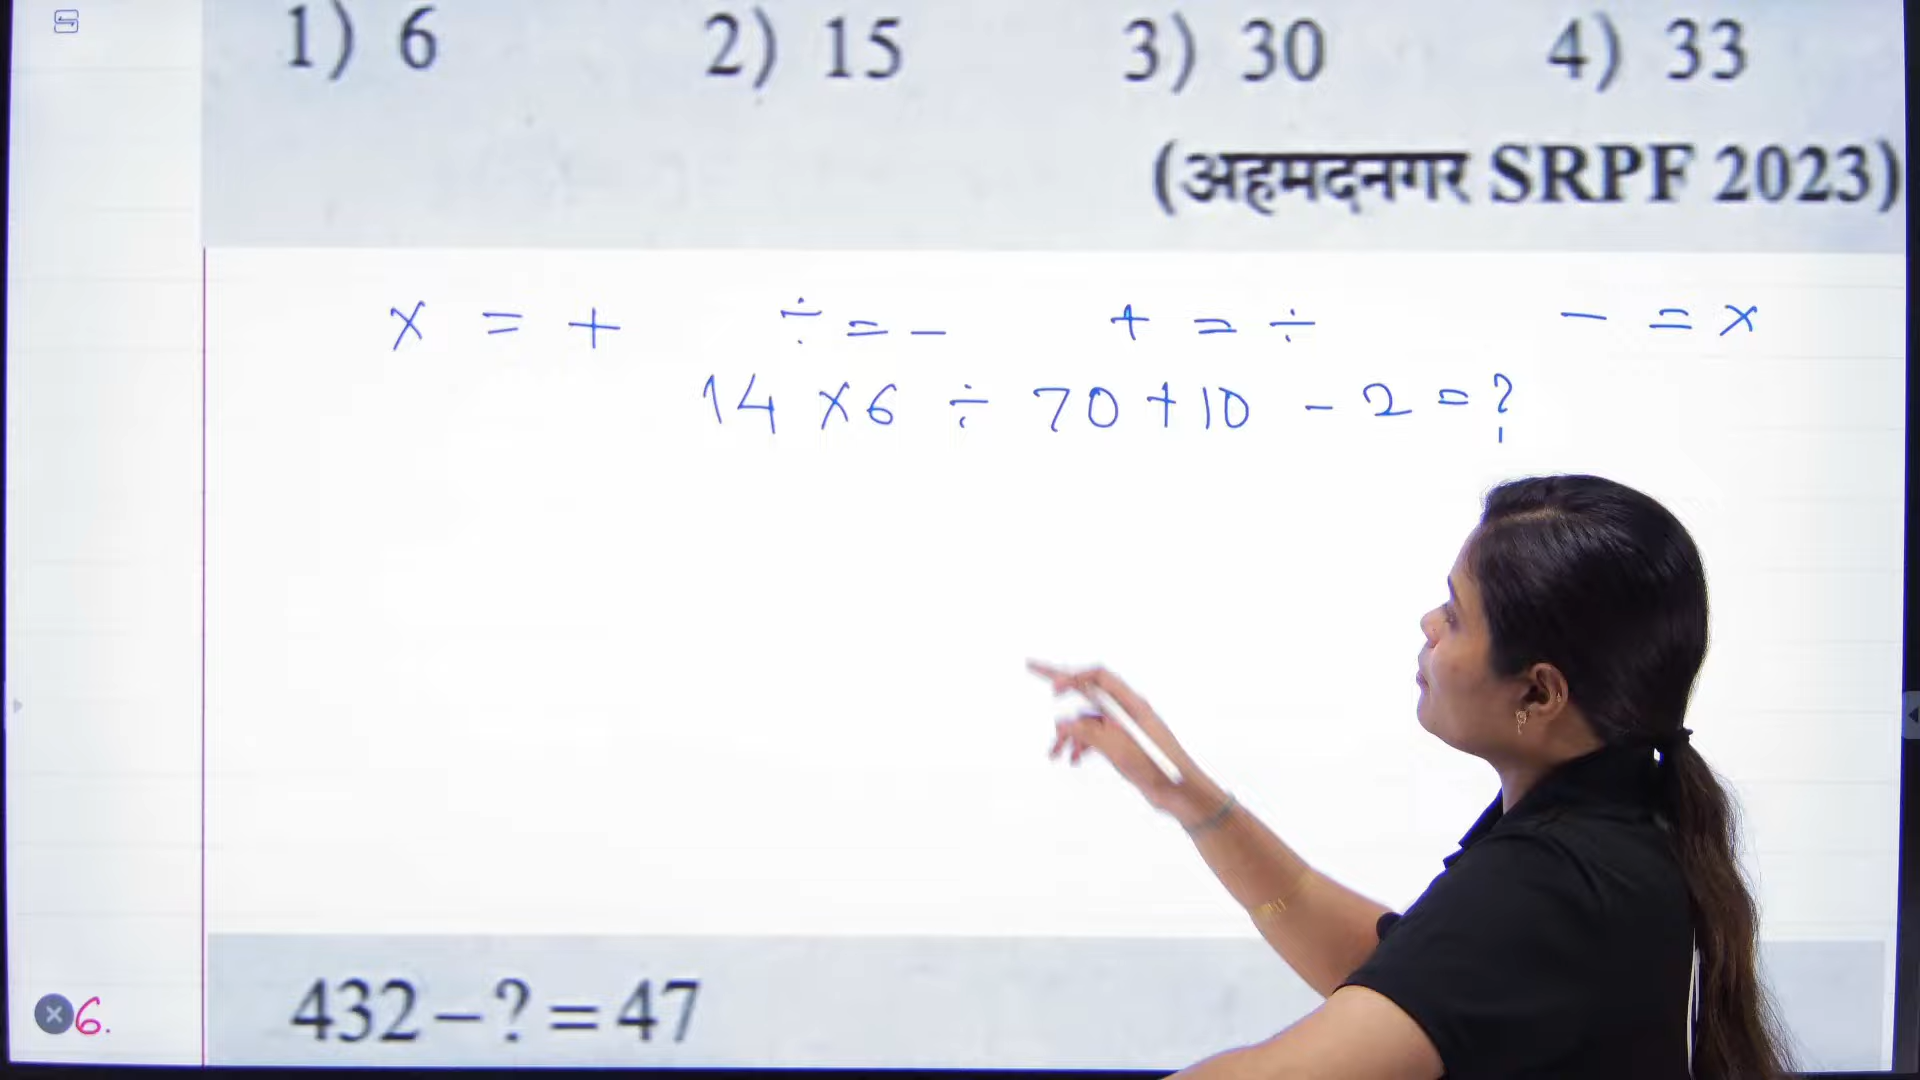 1) 6 2) 15 3) 30 4) 33
(अहमदनगर SRPF 2023)
× = + ÷ = - + = ÷ - = ×
14 × 6 ÷ 70 + 10 - 2 = ?
6. 432 – ? = 47